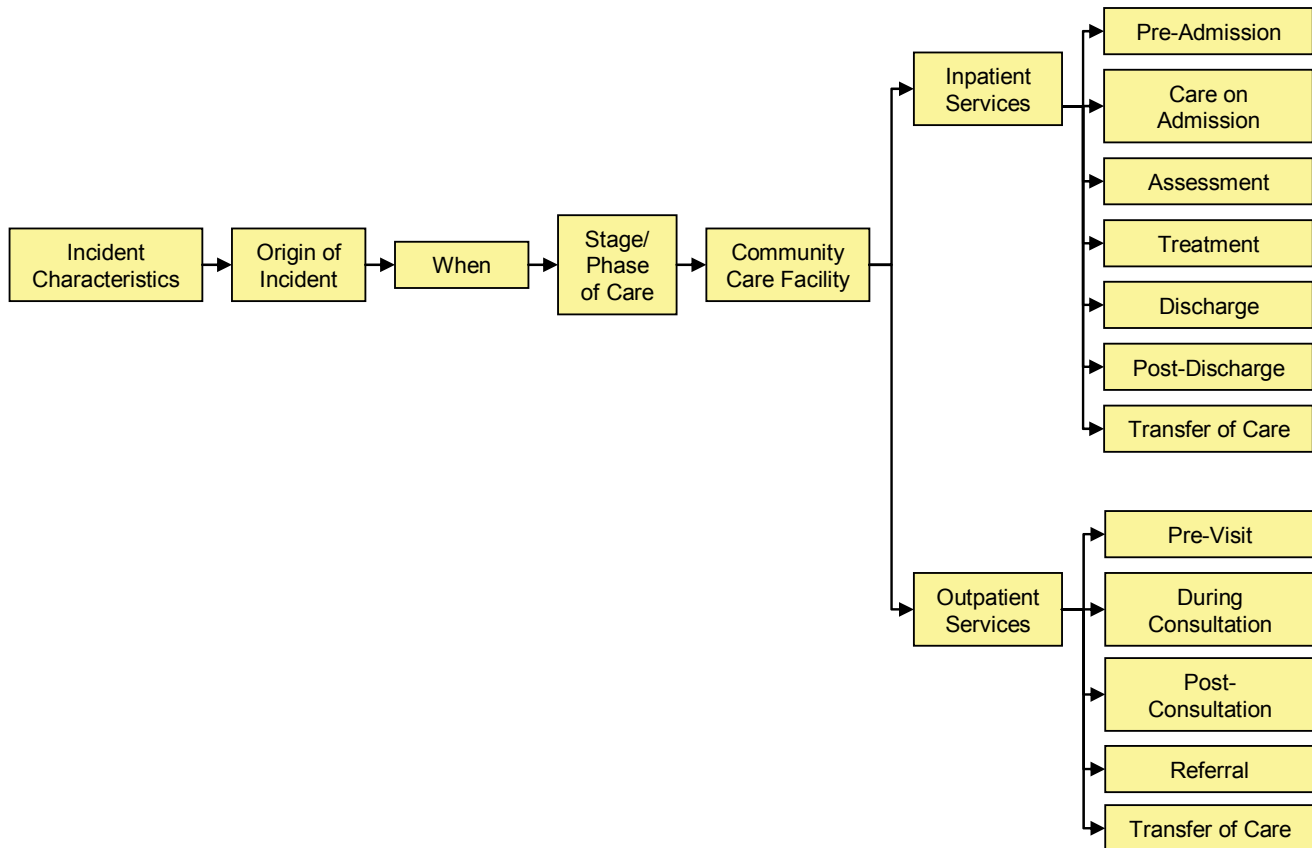 Incident
Characteristics
Origin of
Incident
When
Stage/
Phase
of Care
Community
Care Facility
Inpatient
Services
Pre-Admission
Care on
Admission
Assessment
Treatment
Discharge
Post-Discharge
Transfer of Care
Outpatient
Services
Pre-Visit
During
Consultation
Post-
Consultation
Referral
Transfer of Care